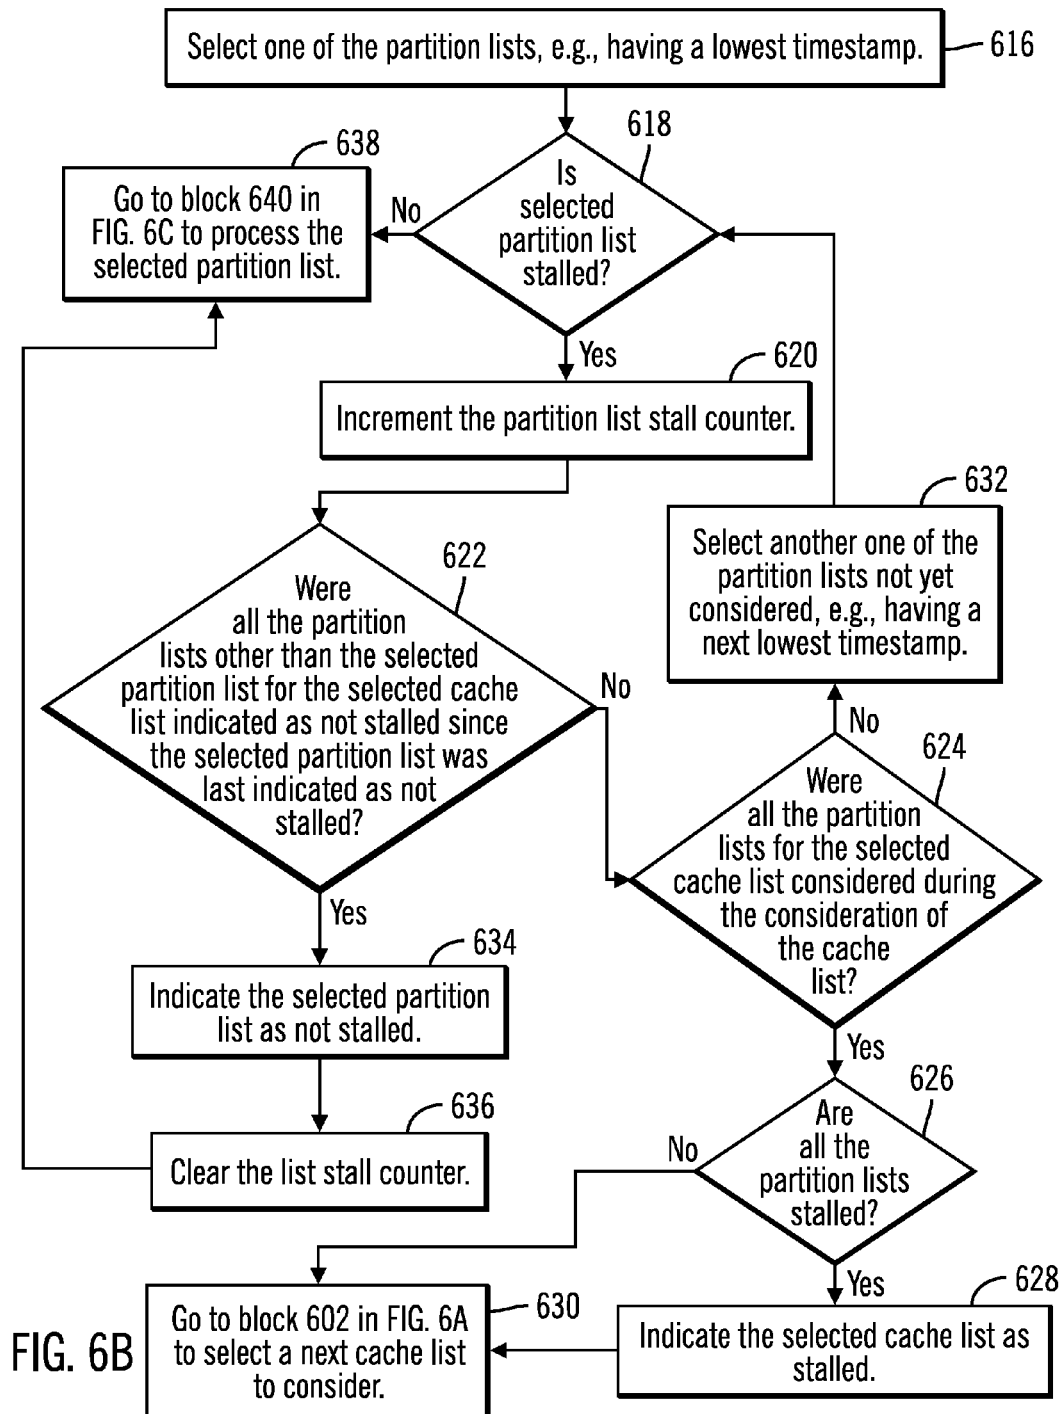 Select one of the partition lists, e.g., having a lowest timestamp.
616
618
Is
selected
partition list
stalled?
No
638
Go to block 640 in
FIG. 6C to process the
selected partition list.
Yes
620
Increment the partition list stall counter.
622
Were
all the partition
lists other than the selected
partition list for the selected cache
list indicated as not stalled since
the selected partition list was
last indicated as not
stalled?
No
632
Select another one of the
partition lists not yet
considered, e.g., having a
next lowest timestamp.
No
624
Were
all the partition
lists for the selected
cache list considered during
the consideration of
the cache
list?
Yes
634
Indicate the selected partition
list as not stalled.
636
Clear the list stall counter.
Yes
626
Are
all the
partition lists
stalled?
No
Yes
628
Indicate the selected cache list as
stalled.
630
Go to block 602 in FIG. 6A
to select a next cache list
to consider.
FIG. 6B